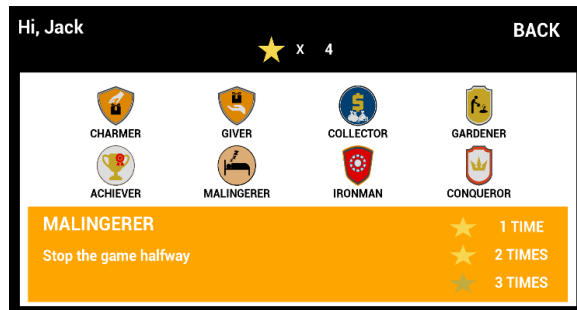 Hi, Jack
BACK
X 4
CHARMER GIVER COLLECTOR GARDENER
ACHIEVER MALINGERER IRONMAN CONQUEROR
MALINGERER
1 TIME
Stop the game halfway
2 TIMES
3 TIMES